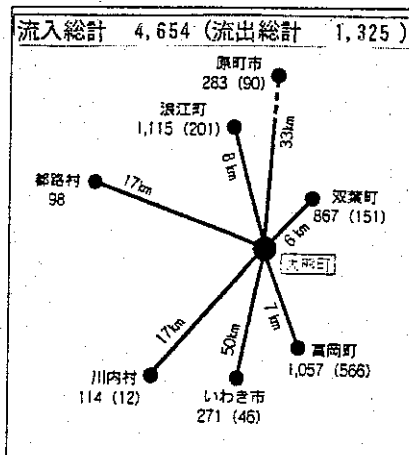 流入総計 4,654 (流出総計 1,325)
原町市
283 (90)
浪江町
1,115 (201)
33km
8km
都路村
98
17km
双葉町
867 (151)
6km
大熊町
7km
17km
50km
富岡町
1,057 (566)
川内村
114 (12)
いわき市
271 (46)